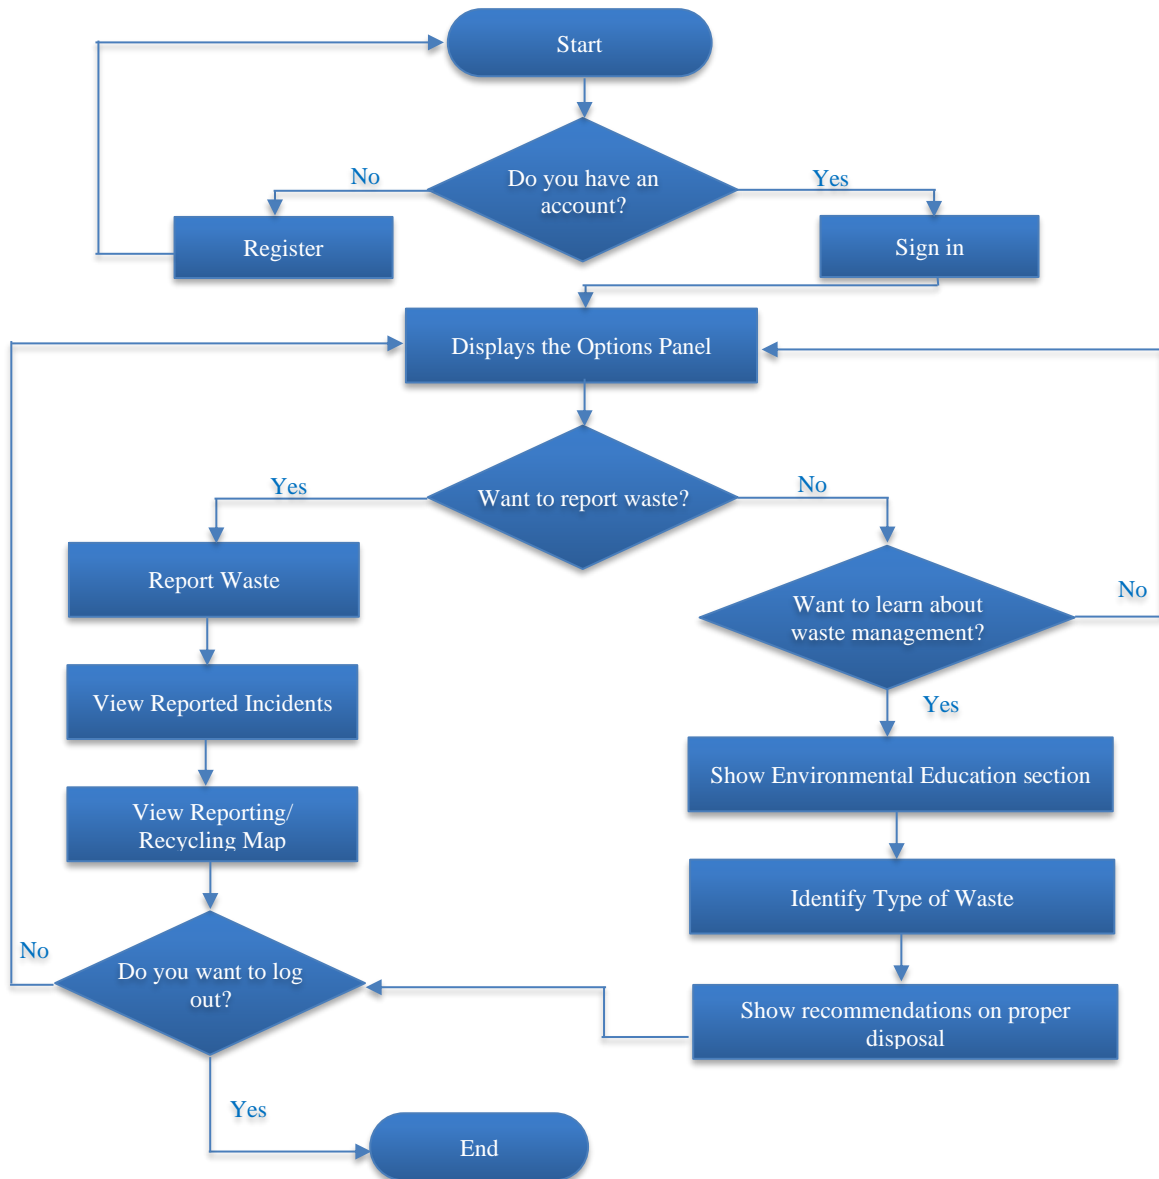 Start
Do you have an
account?
No
Yes
Register
Sign in
Displays the Options Panel
Want to report waste?
Yes
No
Report Waste
Want to learn about
waste management?
No
View Reported Incidents
Yes
Show Environmental Education section
View Reporting/
Recycling Map
Identify Type of Waste
Do you want to log
out?
No
Show recommendations on proper
disposal
Yes
End